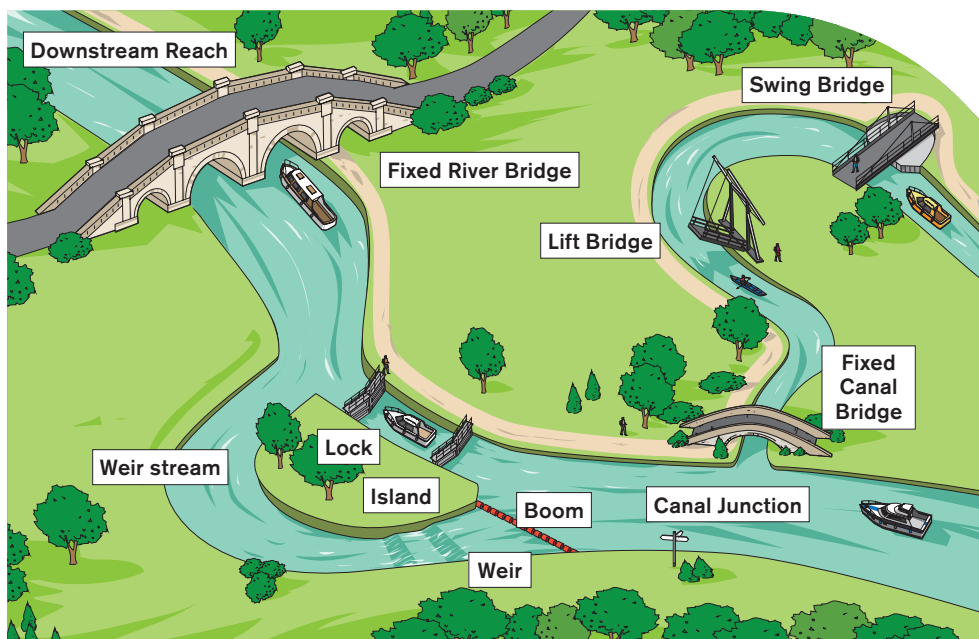 Downstream Reach
Swing Bridge
Fixed River Bridge
Lift Bridge
Fixed
Canal
Bridge
Lock
Weir stream
Island
Boom
Canal Junction
Weir